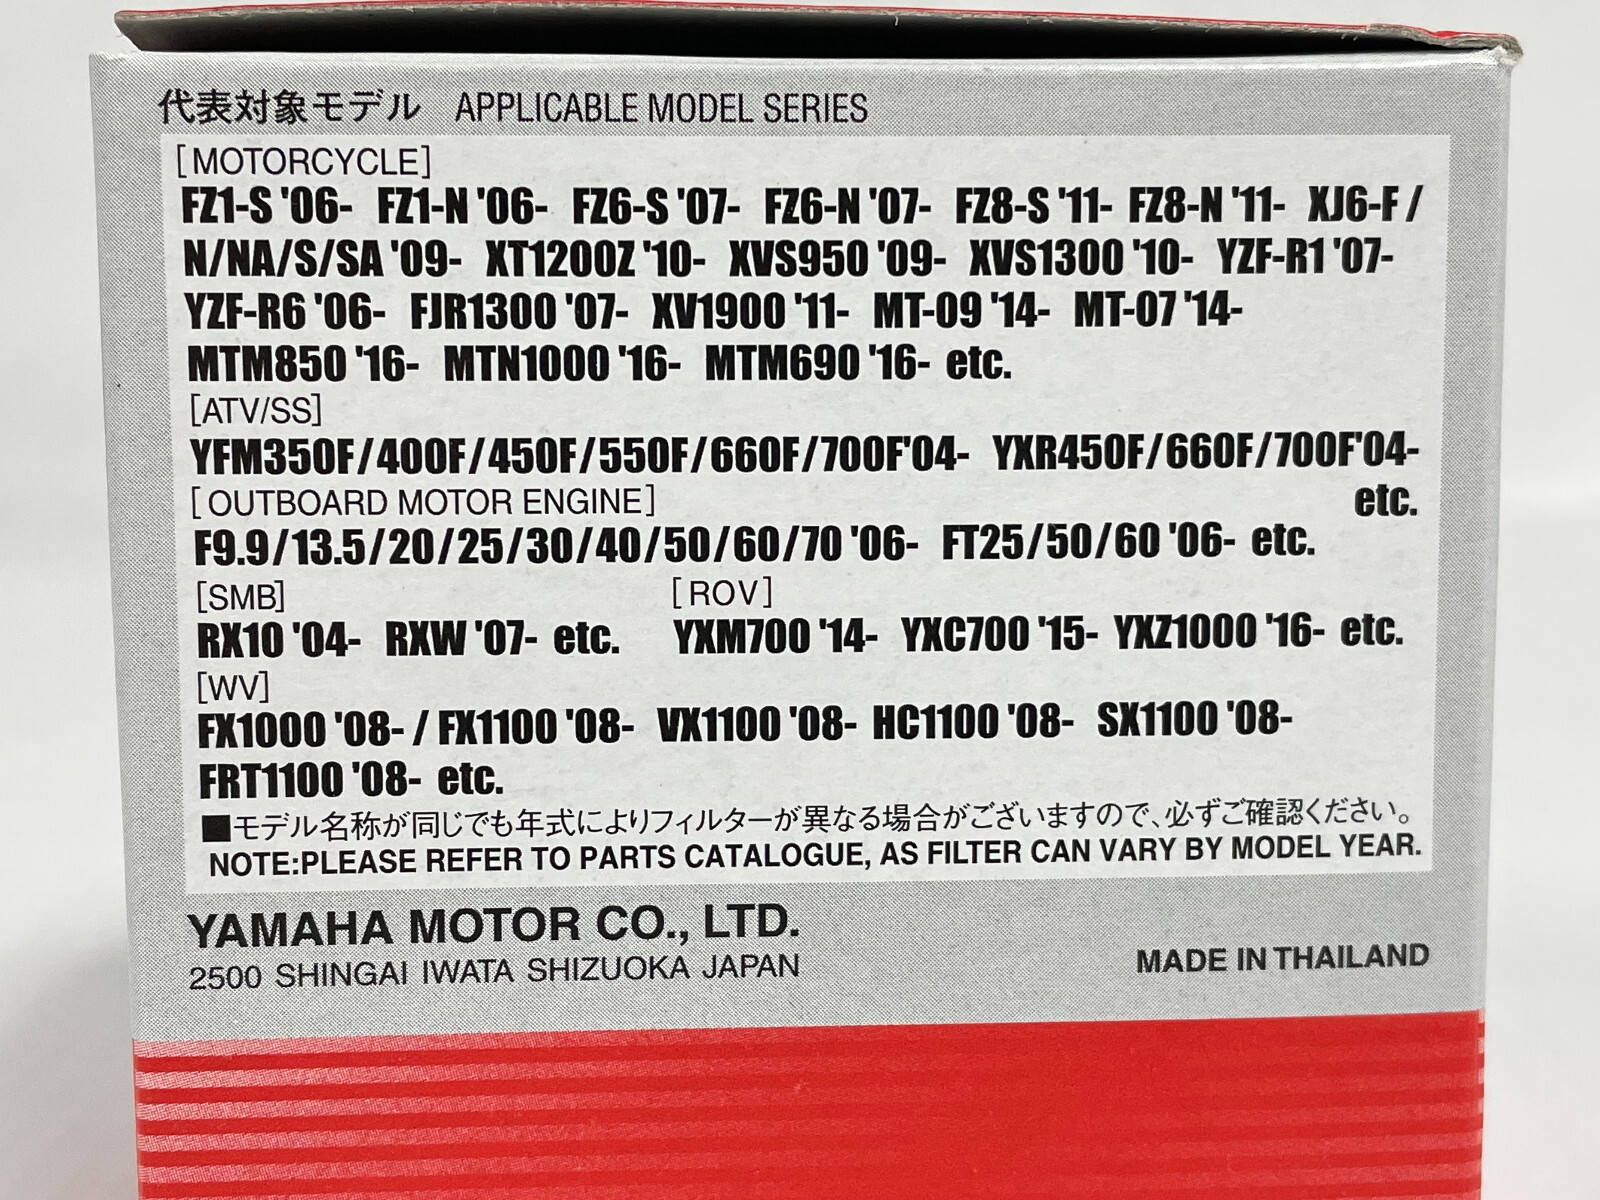 代表対象モデル APPLICABLE MODEL SERIES
[MOTORCYCLE]
FZ1-S '06- FZ1-N '06- FZ6-S '07- FZ6-N '07- FZ8-S '11- FZ8-N '11- XJ6-F /
N/NA/S/SA '09- XT1200Z '10- XVS950 '09- XVS1300 '10- YZF-R1 '07-
YZF-R6 '06- FJR1300 '07- XV1900 '11- MT-09 '14- MT-07 '14-
MTM850 '16- MTN1000 '16- MTM690 '16- etc.
[ATV/SS]
YFM350F/400F/450F/550F/660F/700F'04- YXR450F/660F/700F'04-
etc.
[OUTBOARD MOTOR ENGINE]
F9.9/13.5/20/25/30/40/50/60/70 '06- FT25/50/60 '06- etc.
[SMB] [ROV]
RX10 '04- RXW '07- etc. YXM700 '14- YXC700 '15- YXZ1000 '16- etc.
[WV]
FX1000 '08- / FX1100 '08- VX1100 '08- HC1100 '08- SX1100 '08-
FRT1100 '08- etc.
■モデル名称が同じでも年式によりフィルターが異なる場合がございますので、必ずご確認ください。
NOTE:PLEASE REFER TO PARTS CATALOGUE, AS FILTER CAN VARY BY MODEL YEAR.
YAMAHA MOTOR CO., LTD.
2500 SHINGAI IWATA SHIZUOKA JAPAN
MADE IN THAILAND